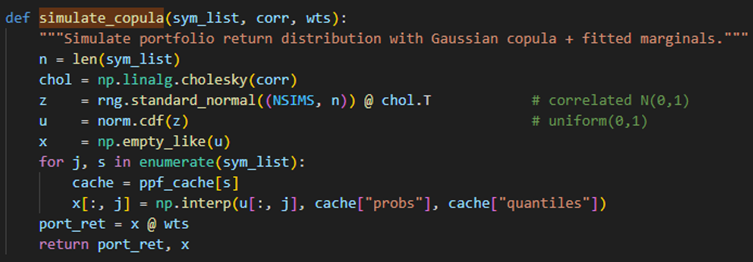 def simulate_copula(sym_list, corr, wts):
    """Simulate portfolio return distribution with Gaussian copula + fitted marginals."""
    n = len(sym_list)
    chol = np.linalg.cholesky(corr)
    z    = rng.standard_normal((NSIMS, n)) @ chol.T          # correlated N(0,1)
    u    = norm.cdf(z)                                       # uniform(0,1)
    x    = np.empty_like(u)
    for j, s in enumerate(sym_list):
        cache = ppf_cache[s]
        x[:, j] = np.interp(u[:, j], cache["probs"], cache["quantiles"])
    port_ret = x @ wts
    return port_ret, x